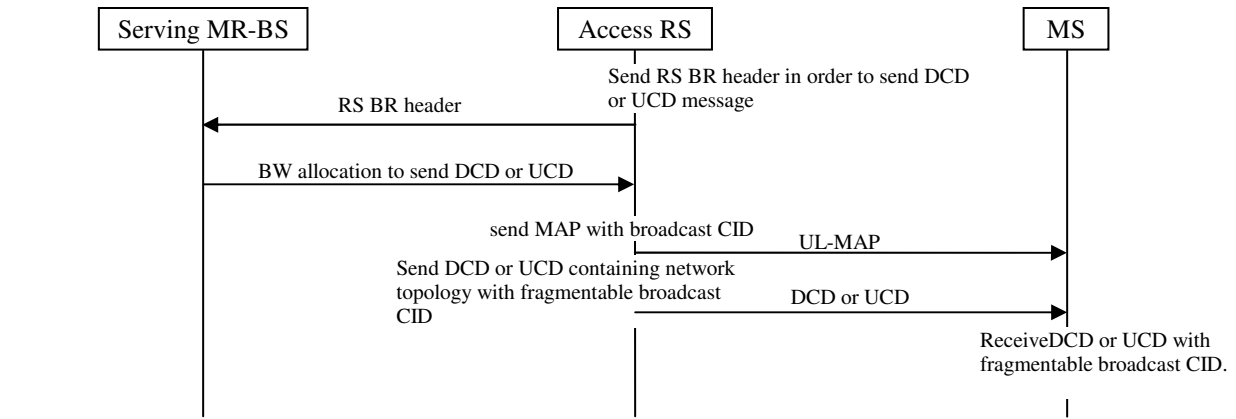 Serving MR-BS
Access RS
MS
Send RS BR header in order to send DCD
or UCD message
RS BR header
BW allocation to send DCD or UCD
send MAP with broadcast CID
UL-MAP
Send DCD or UCD containing network
topology with fragmentable broadcast
CID
DCD or UCD
ReceiveDCD or UCD with
fragmentable broadcast CID.